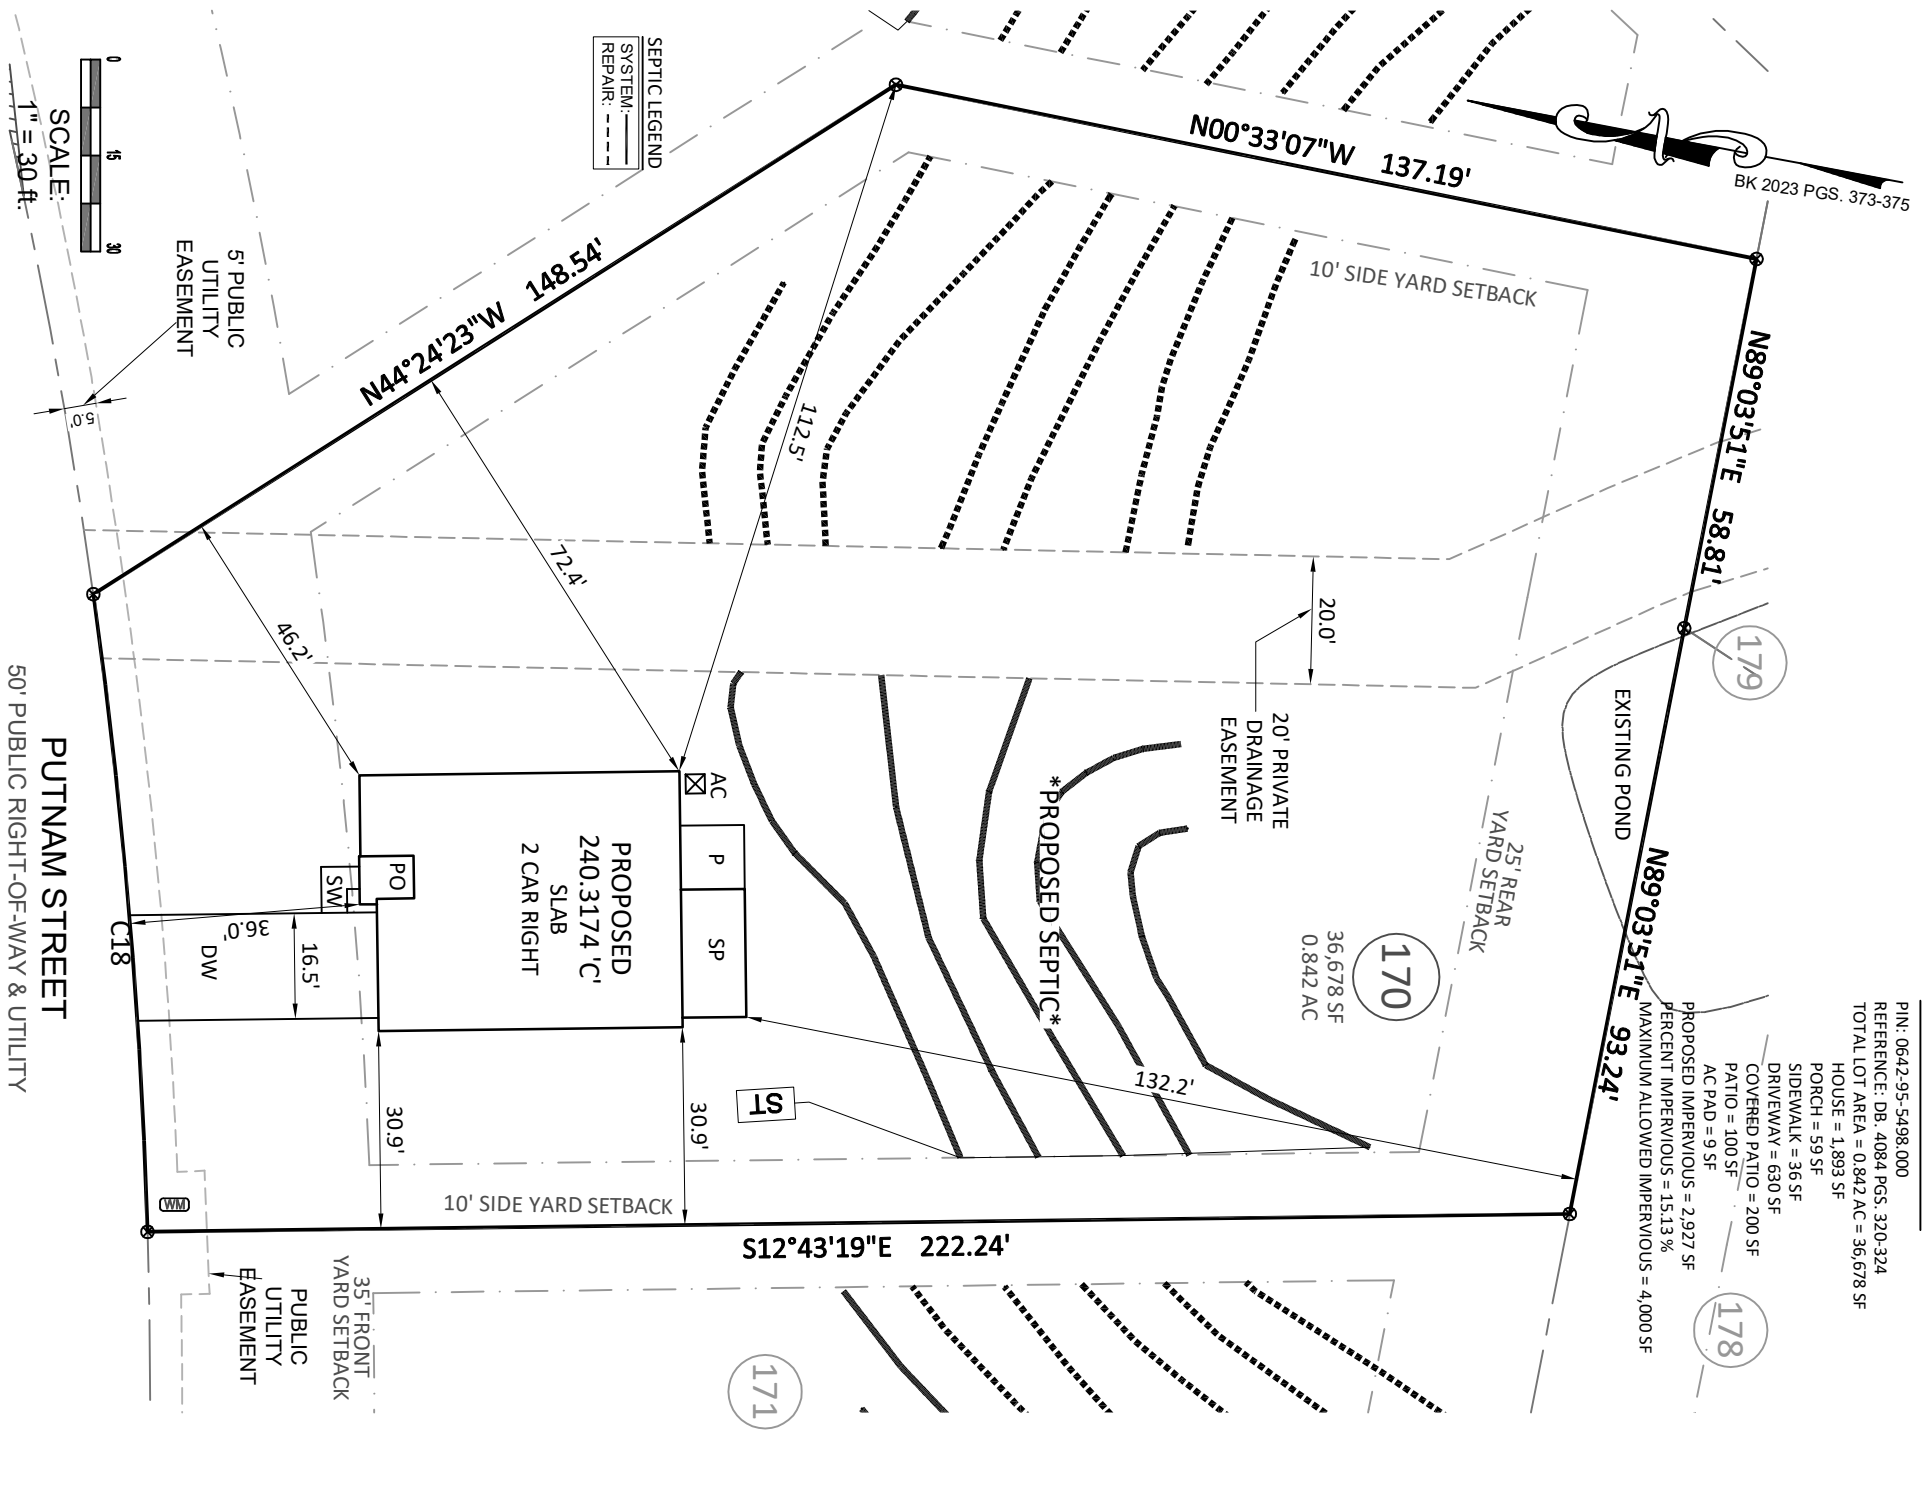 PIN: 0642-95-5498.000
REFERENCE: DB. 4084 PGS. 320-324
TOTAL LOT AREA = 0.842 AC = 36,678 SF
HOUSE = 1,893 SF
PORCH = 59 SF
SIDEWALK = 36 SF
DRIVEWAY = 630 SF
COVERED PATIO = 200 SF
PATIO = 100 SF
AC PAD = 9 SF
PROPOSED IMPERVIOUS = 2,927 SF
PERCENT IMPERVIOUS = 15.13 %
MAXIMUM ALLOWED IMPERVIOUS = 4,000 SF
BK 2023 PGS. 373-375
N00°33'07"W 137.19'
N89°03'51"E 58.81'
N89°03'51"E 93.24'
S12°43'19"E 222.24'
N44°24'23"W 148.54'
179
178
171
170
36,678 SF
0.842 AC
EXISTING POND
25' REAR
YARD SETBACK
10' SIDE YARD SETBACK
10' SIDE YARD SETBACK
20.0'
20' PRIVATE
DRAINAGE
EASEMENT
*PROPOSED SEPTIC*
112.5'
72.4'
46.2'
132.2'
30.9'
30.9'
ST
AC
P
SP
PROPOSED
240.3174 'C'
SLAB
2 CAR RIGHT
PO
SW
DW
36.0'
16.5'
C18
WM
SEPTIC LEGEND
SYSTEM:
REPAIR:
5' PUBLIC
UTILITY
EASEMENT
5.0'
35' FRONT
YARD SETBACK
PUBLIC
UTILITY
EASEMENT
0
15
30
SCALE:
1" = 30 ft.
PUTNAM STREET
50' PUBLIC RIGHT-OF-WAY & UTILITY